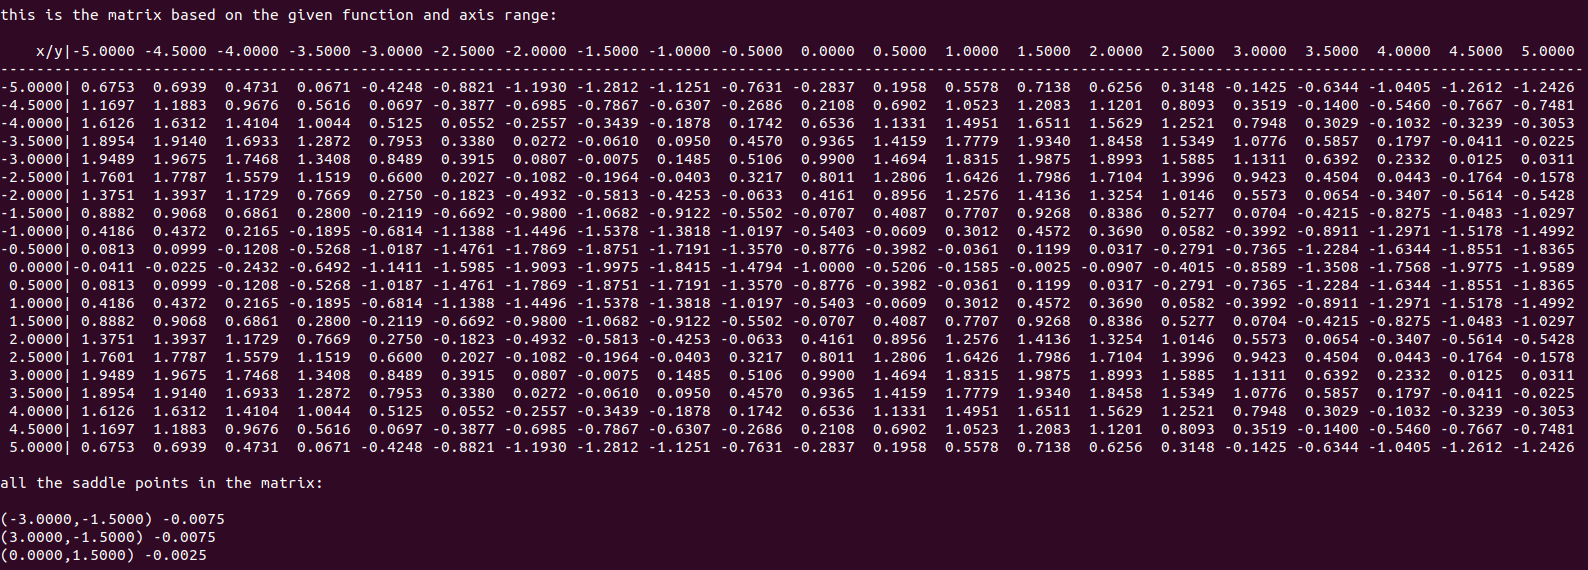 this is the matrix based on the given function and axis range:
x/y|-5.0000 -4.5000 -4.0000 -3.5000 -3.0000 -2.5000 -2.0000 -1.5000 -1.0000 -0.5000 0.0000 0.5000 1.0000 1.5000 2.0000 2.5000 3.0000 3.5000 4.0000 4.5000 5.0000
-5.0000| 0.6753 0.6939 0.4731 0.0671 -0.4248 -0.8821 -1.1930 -1.2812 -1.1251 -0.7631 -0.2837 0.1958 0.5578 0.7138 0.6256 0.3148 -0.1425 -0.6344 -1.0405 -1.2612 -1.2426
-4.5000| 1.1697 1.1883 0.9676 0.5616 0.0697 -0.3877 -0.6985 -0.7867 -0.6307 -0.2686 0.2108 0.6902 1.0523 1.2083 1.1201 0.8093 0.3519 -0.1400 -0.5460 -0.7667 -0.7481
-4.0000| 1.6126 1.6312 1.4104 1.0044 0.5125 0.0552 -0.2557 -0.3439 -0.1878 0.1742 0.6536 1.1331 1.4951 1.6511 1.5629 1.2521 0.7948 0.3029 -0.1032 -0.3239 -0.3053
-3.5000| 1.8954 1.9140 1.6933 1.2872 0.7953 0.3380 0.0272 -0.0610 0.0950 0.4570 0.9365 1.4159 1.7779 1.9340 1.8458 1.5349 1.0776 0.5857 0.1797 -0.0411 -0.0225
-3.0000| 1.9489 1.9675 1.7468 1.3408 0.8489 0.3915 0.0807 -0.0075 0.1485 0.5106 0.9900 1.4694 1.8315 1.9875 1.8993 1.5885 1.1311 0.6392 0.2332 0.0125 0.0311
-2.5000| 1.7601 1.7787 1.5579 1.1519 0.6600 0.2027 -0.1082 -0.1964 -0.0403 0.3217 0.8011 1.2806 1.6426 1.7986 1.7104 1.3996 0.9423 0.4504 0.0443 -0.1764 -0.1578
-2.0000| 1.3751 1.3937 1.1729 0.7669 0.2750 -0.1823 -0.4932 -0.5813 -0.4253 -0.0633 0.4161 0.8956 1.2576 1.4136 1.3254 1.0146 0.5573 0.0654 -0.3407 -0.5614 -0.5428
-1.5000| 0.8882 0.9068 0.6861 0.2800 -0.2119 -0.6692 -0.9800 -1.0682 -0.9122 -0.5502 -0.0707 0.4087 0.7707 0.9268 0.8386 0.5277 0.0704 -0.4215 -0.8275 -1.0483 -1.0297
-1.0000| 0.4186 0.4372 0.2165 -0.1895 -0.6814 -1.1388 -1.4496 -1.5378 -1.3818 -1.0197 -0.5403 -0.0609 0.3012 0.4572 0.3690 0.0582 -0.3992 -0.8911 -1.2971 -1.5178 -1.4992
-0.5000| 0.0813 0.0999 -0.1208 -0.5268 -1.0187 -1.4761 -1.7869 -1.8751 -1.7191 -1.3570 -0.8776 -0.3982 -0.0361 0.1199 0.0317 -0.2791 -0.7365 -1.2284 -1.6344 -1.8551 -1.8365
0.0000|-0.0411 -0.0225 -0.2432 -0.6492 -1.1411 -1.5985 -1.9093 -1.9975 -1.8415 -1.4794 -1.0000 -0.5206 -0.1585 -0.0025 -0.0907 -0.4015 -0.8589 -1.3508 -1.7568 -1.9775 -1.9589
0.5000| 0.0813 0.0999 -0.1208 -0.5268 -1.0187 -1.4761 -1.7869 -1.8751 -1.7191 -1.3570 -0.8776 -0.3982 -0.0361 0.1199 0.0317 -0.2791 -0.7365 -1.2284 -1.6344 -1.8551 -1.8365
1.0000| 0.4186 0.4372 0.2165 -0.1895 -0.6814 -1.1388 -1.4496 -1.5378 -1.3818 -1.0197 -0.5403 -0.0609 0.3012 0.4572 0.3690 0.0582 -0.3992 -0.8911 -1.2971 -1.5178 -1.4992
1.5000| 0.8882 0.9068 0.6861 0.2800 -0.2119 -0.6692 -0.9800 -1.0682 -0.9122 -0.5502 -0.0707 0.4087 0.7707 0.9268 0.8386 0.5277 0.0704 -0.4215 -0.8275 -1.0483 -1.0297
2.0000| 1.3751 1.3937 1.1729 0.7669 0.2750 -0.1823 -0.4932 -0.5813 -0.4253 -0.0633 0.4161 0.8956 1.2576 1.4136 1.3254 1.0146 0.5573 0.0654 -0.3407 -0.5614 -0.5428
2.5000| 1.7601 1.7787 1.5579 1.1519 0.6600 0.2027 -0.1082 -0.1964 -0.0403 0.3217 0.8011 1.2806 1.6426 1.7986 1.7104 1.3996 0.9423 0.4504 0.0443 -0.1764 -0.1578
3.0000| 1.9489 1.9675 1.7468 1.3408 0.8489 0.3915 0.0807 -0.0075 0.1485 0.5106 0.9900 1.4694 1.8315 1.9875 1.8993 1.5885 1.1311 0.6392 0.2332 0.0125 0.0311
3.5000| 1.8954 1.9140 1.6933 1.2872 0.7953 0.3380 0.0272 -0.0610 0.0950 0.4570 0.9365 1.4159 1.7779 1.9340 1.8458 1.5349 1.0776 0.5857 0.1797 -0.0411 -0.0225
4.0000| 1.6126 1.6312 1.4104 1.0044 0.5125 0.0552 -0.2557 -0.3439 -0.1878 0.1742 0.6536 1.1331 1.4951 1.6511 1.5629 1.2521 0.7948 0.3029 -0.1032 -0.3239 -0.3053
4.5000| 1.1697 1.1883 0.9676 0.5616 0.0697 -0.3877 -0.6985 -0.7867 -0.6307 -0.2686 0.2108 0.6902 1.0523 1.2083 1.1201 0.8093 0.3519 -0.1400 -0.5460 -0.7667 -0.7481
5.0000| 0.6753 0.6939 0.4731 0.0671 -0.4248 -0.8821 -1.1930 -1.2812 -1.1251 -0.7631 -0.2837 0.1958 0.5578 0.7138 0.6256 0.3148 -0.1425 -0.6344 -1.0405 -1.2612 -1.2426
all the saddle points in the matrix:
(-3.0000,-1.5000) -0.0075
(3.0000,-1.5000) -0.0075
(0.0000,1.5000) -0.0025